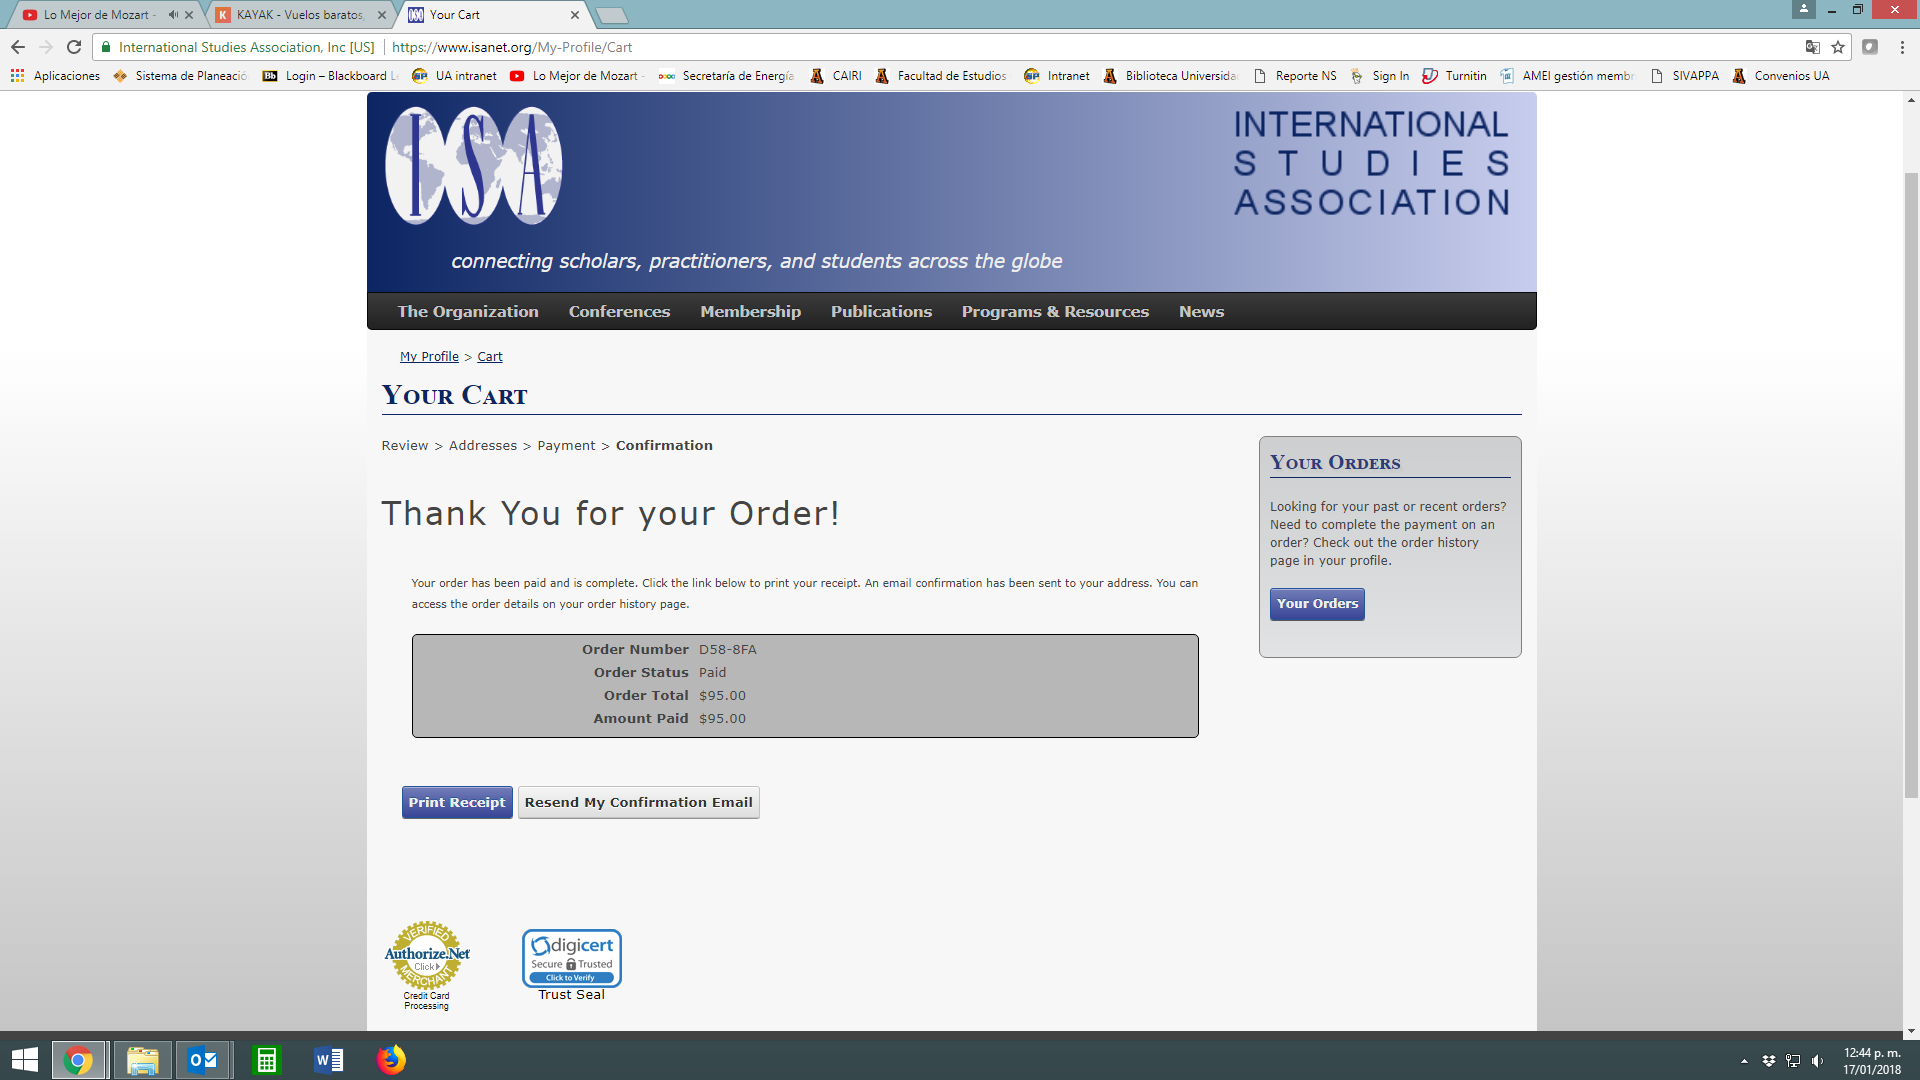 Lo Mejor de Mozart -
KAYAK - Vuelos baratos,
Your Cart
International Studies Association, Inc [US]
https://www.isanet.org/My-Profile/Cart
Aplicaciones
Sistema de Planeació
Bb Login – Blackboard L
UA intranet
Lo Mejor de Mozart -
Secretaría de Energía
CAIRI
Facultad de Estudios
Intranet
Biblioteca Universida
Reporte NS
Sign In
Turnitin
AMEI gestión membr
SIVAPPA
Convenios UA
ISA
INTERNATIONAL
STUDIES
ASSOCIATION
connecting scholars, practitioners, and students across the globe
The Organization
Conferences
Membership
Publications
Programs & Resources
News
My Profile > Cart
Your Cart
Review > Addresses > Payment > Confirmation
Thank You for your Order!
Your order has been paid and is complete. Click the link below to print your receipt. An email confirmation has been sent to your address. You can
access the order details on your order history page.
Order Number D58-8FA
Order Status Paid
Order Total $95.00
Amount Paid $95.00
Print Receipt
Resend My Confirmation Email
Your Orders
Looking for your past or recent orders?
Need to complete the payment on an
order? Check out the order history
page in your profile.
Your Orders
VERIFIED
Authorize.Net
Click
MERCHANT
Credit Card
Processing
digicert
Secure Trusted
Click to Verify
Trust Seal
12:44 p. m.
17/01/2018